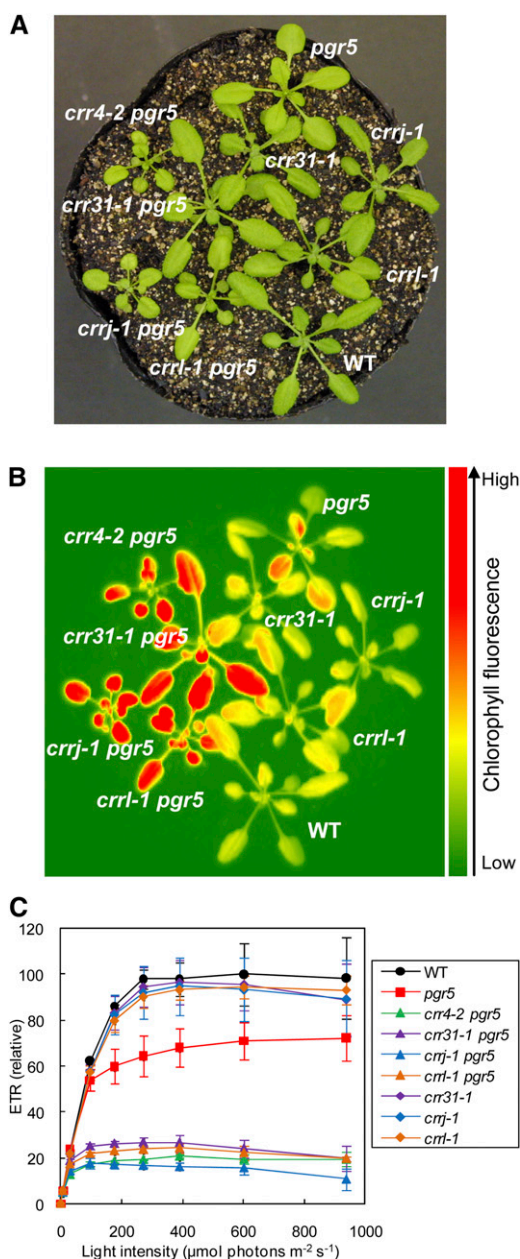 A
pgr5
crr4-2 pgr5
crrj-1
crr31-1
crr31-1 pgr5
crrl-1
crrj-1 pgr5
crrl-1 pgr5
WT
B
High
pgr5
crr4-2 pgr5
crrj-1
crr31-1
crr31-1 pgr5
Chlorophyll fluorescence
crrj-1 pgr5
crrl-1
crrl-1 pgr5
WT
Low
C
120
100
80
60
40
20
0
ETR (relative)
0 200 400 600 800 1000
Light intensity (µmol photons m-2 s-1)
WT
pgr5
crr4-2 pgr5
crr31-1 pgr5
crrj-1 pgr5
crrl-1 pgr5
crr31-1
crrj-1
crrl-1